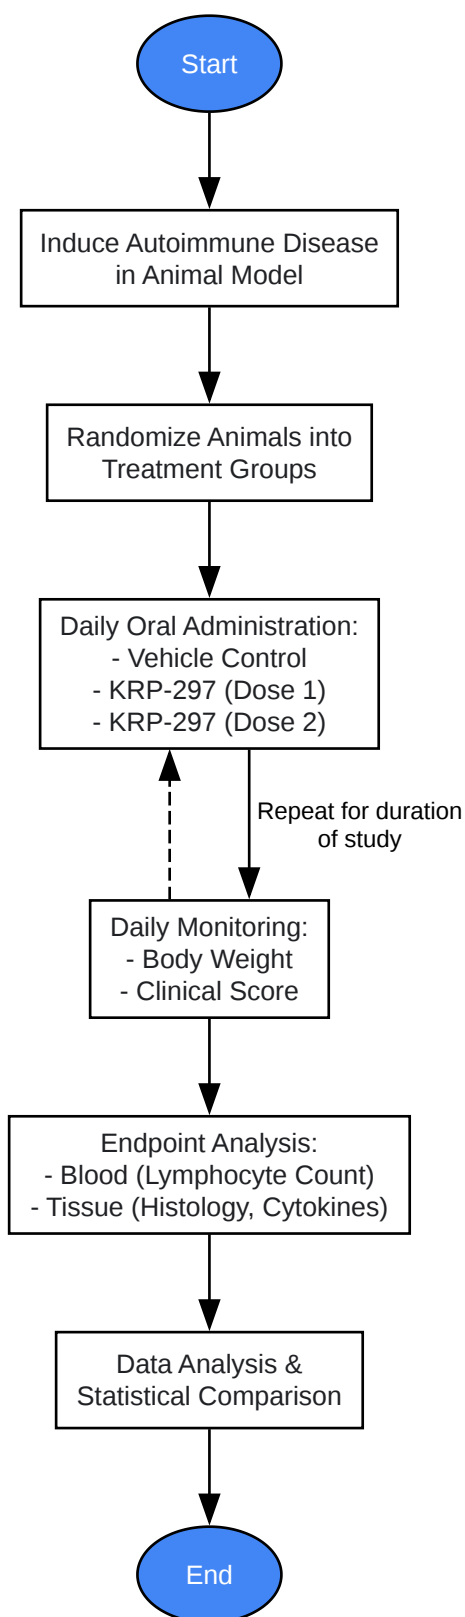 Start
Induce Autoimmune Disease
in Animal Model
Randomize Animals into
Treatment Groups
Daily Oral Administration:
- Vehicle Control
- KRP-297 (Dose 1)
- KRP-297 (Dose 2)
Repeat for duration
of study
Daily Monitoring:
- Body Weight
- Clinical Score
Endpoint Analysis:
- Blood (Lymphocyte Count)
- Tissue (Histology, Cytokines)
Data Analysis &
Statistical Comparison
End